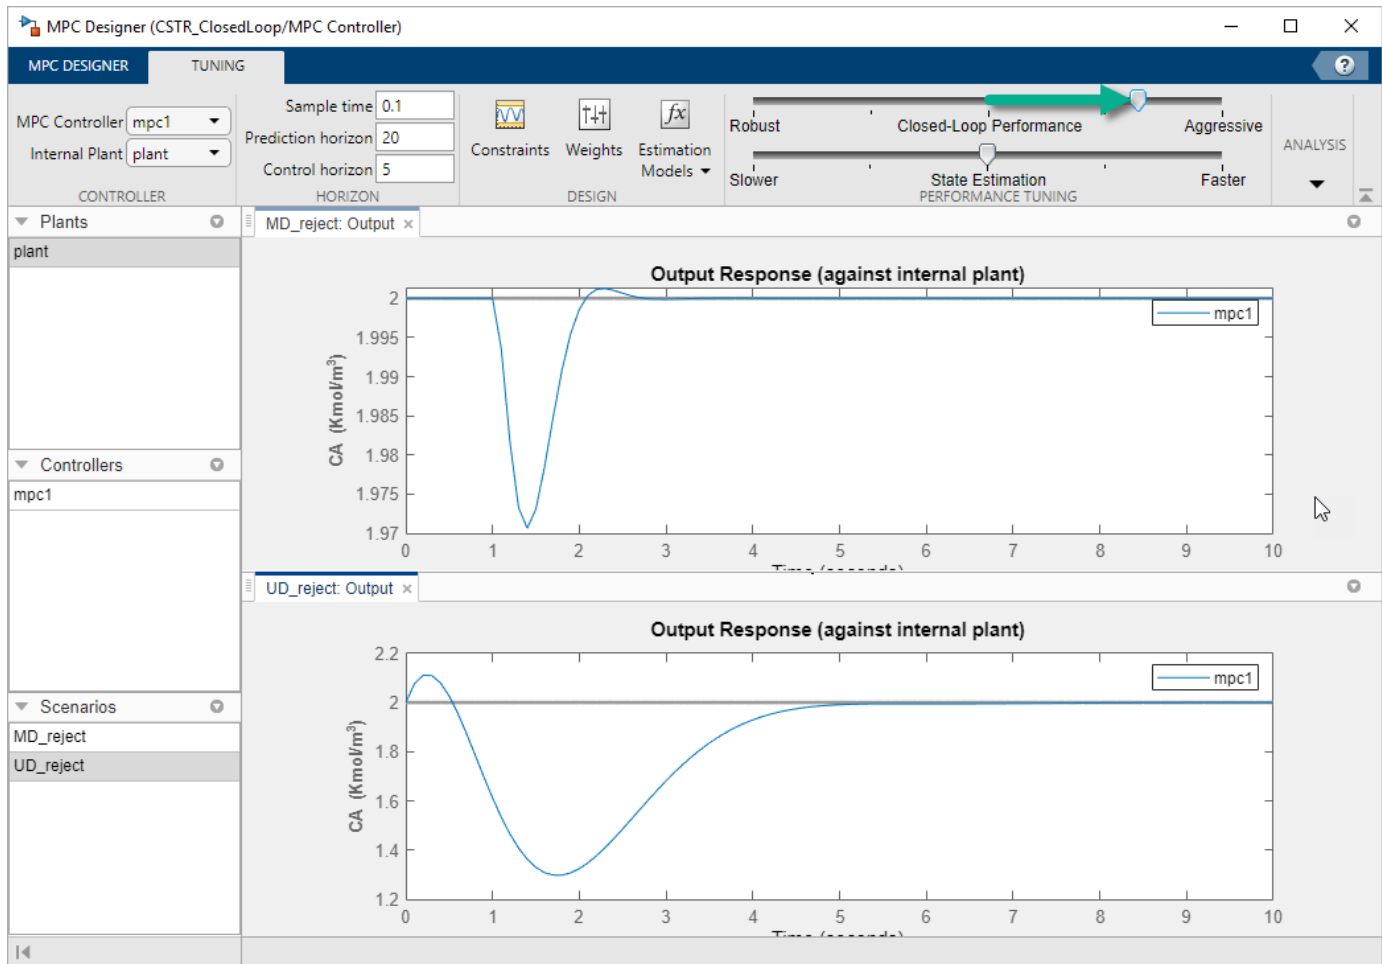 MPC Designer (CSTR_ClosedLoop/MPC Controller)
MPC DESIGNER TUNING
MPC Controller mpc1
Internal Plant plant
CONTROLLER
Sample time 0.1
Prediction horizon 20
Control horizon 5
HORIZON
Constraints Weights Estimation Models
DESIGN
Robust Closed-Loop Performance Aggressive
Slower State Estimation Faster
PERFORMANCE TUNING
ANALYSIS
Plants
plant
Controllers
mpc1
Scenarios
MD_reject
UD_reject
MD_reject: Output
Output Response (against internal plant)
mpc1
CA (Kmol/m³)
2
1.995
1.99
1.985
1.98
1.975
1.97
0 1 2 3 4 5 6 7 8 9 10
Time (seconds)
UD_reject: Output
Output Response (against internal plant)
mpc1
CA (Kmol/m³)
2.2
2
1.8
1.6
1.4
1.2
0 1 2 3 4 5 6 7 8 9 10
Time (seconds)